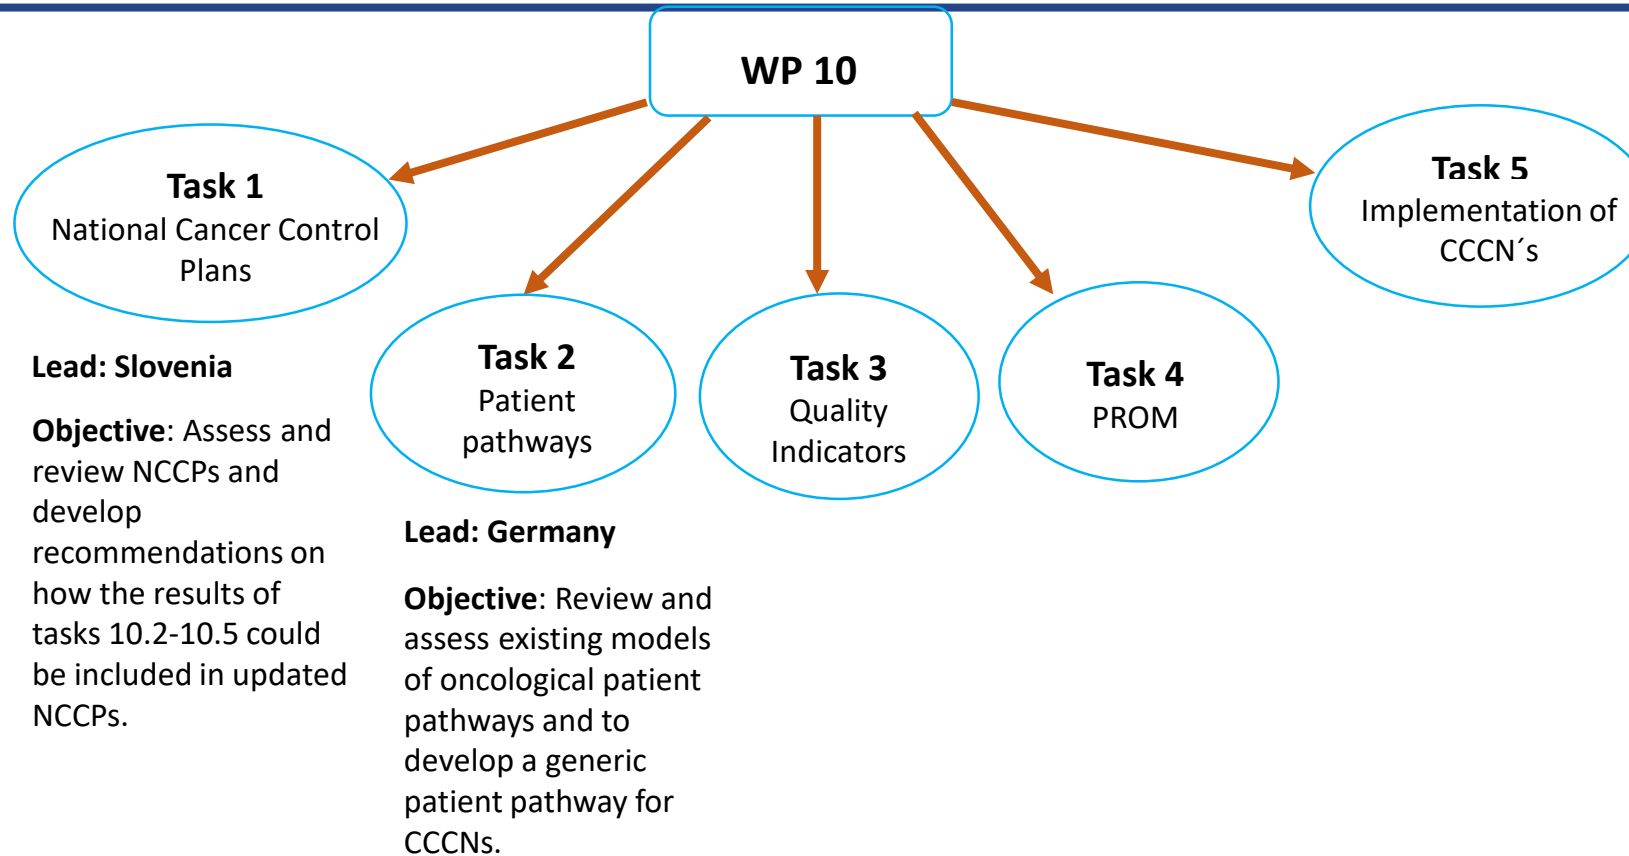 WP 10
Task 1
National Cancer Control
Plans
Lead: Slovenia
Objective: Assess and
review NCCPs and
develop
recommendations on
how the results of
tasks 10.2-10.5 could
be included in updated
NCCPs.
Task 2
Patient
pathways
Lead: Germany
Objective: Review and
assess existing models
of oncological patient
pathways and to
develop a generic
patient pathway for
CCCNs.
Task 3
Quality
Indicators
Task 4
PROM
Task 5
Implementation of
CCCN´s